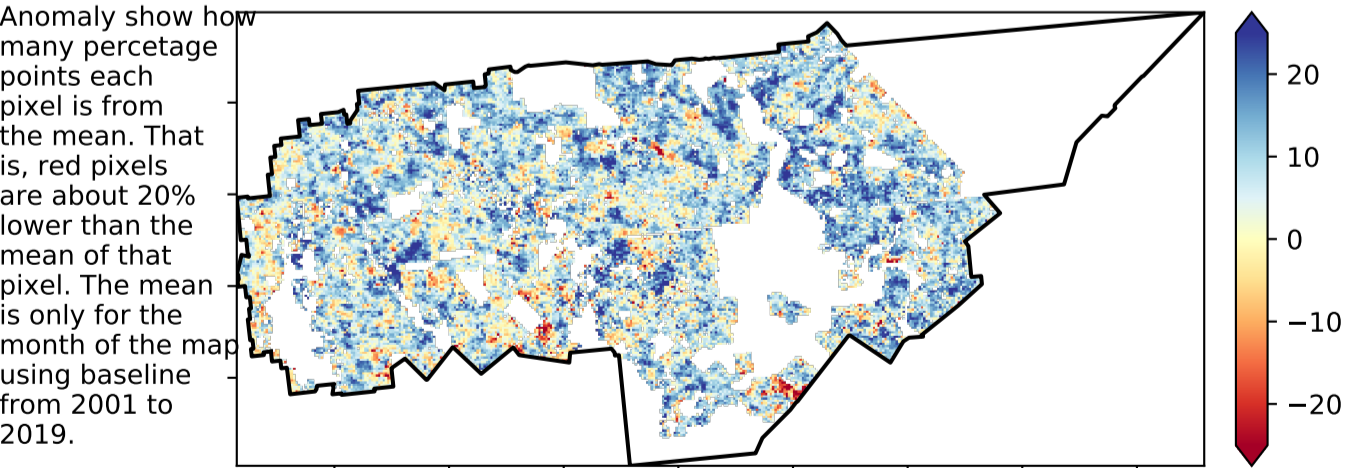 Anomaly show how
many percetage
points each
pixel is from
the mean. That
is, red pixels
are about 20%
lower than the
mean of that
pixel. The mean
is only for the
month of the map
using baseline
from 2001 to
2019.
20
10
0
−10
−20